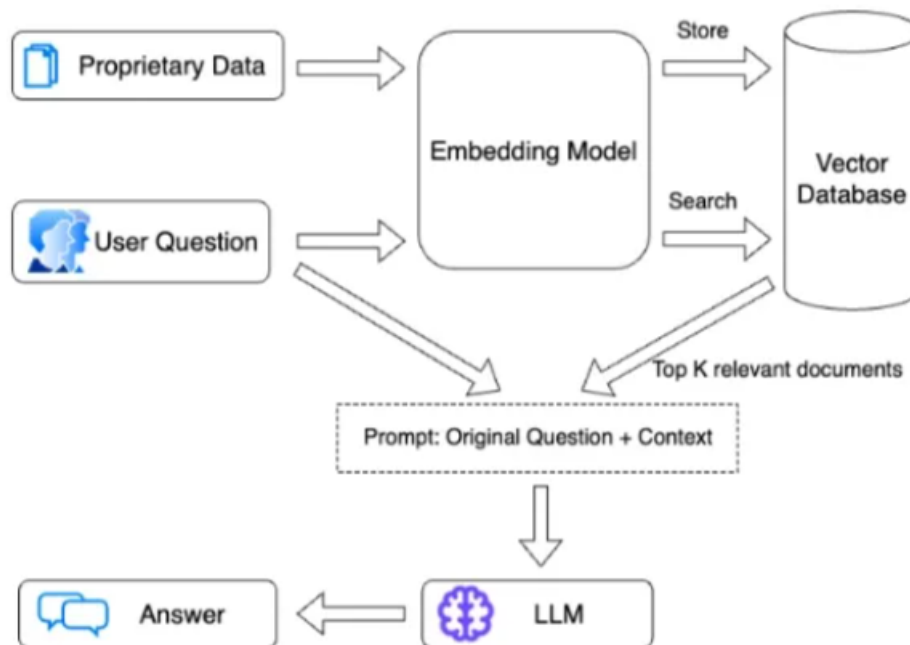 Proprietary Data
Store
Embedding Model
Vector
Database
User Question
Search
Top K relevant documents
Prompt: Original Question + Context
Answer
LLM